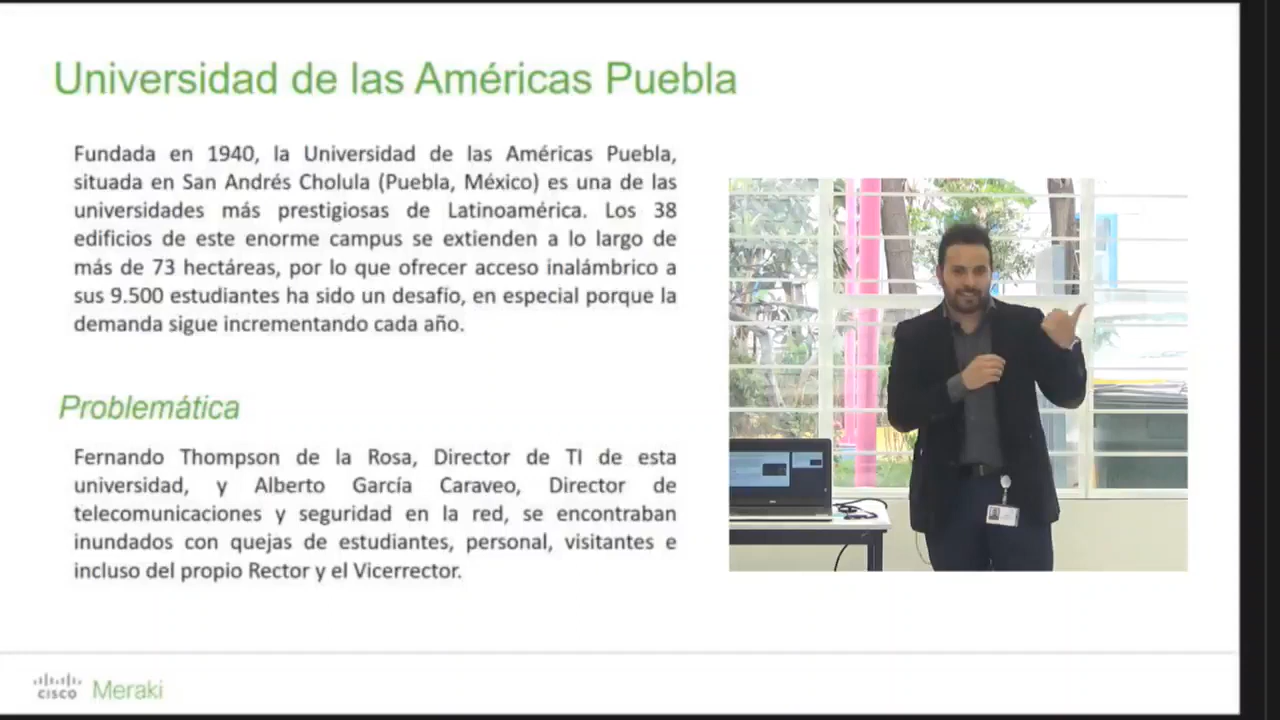 Universidad de las Américas Puebla
Fundada en 1940, la Universidad de las Américas Puebla,
situada en San Andrés Cholula (Puebla, México) es una de las
universidades más prestigiosas de Latinoamérica. Los 38
edificios de este enorme campus se extienden a lo largo de
más de 73 hectáreas, por lo que ofrecer acceso inalámbrico a
sus 9.500 estudiantes ha sido un desafío, en especial porque la
demanda sigue incrementando cada año.
Problemática
Fernando Thompson de la Rosa, Director de TI de esta
universidad, y Alberto García Caraveo, Director de
telecomunicaciones y seguridad en la red, se encontraban
inundados con quejas de estudiantes, personal, visitantes e
incluso del propio Rector y el Vicerrector.
CISCO Meraki